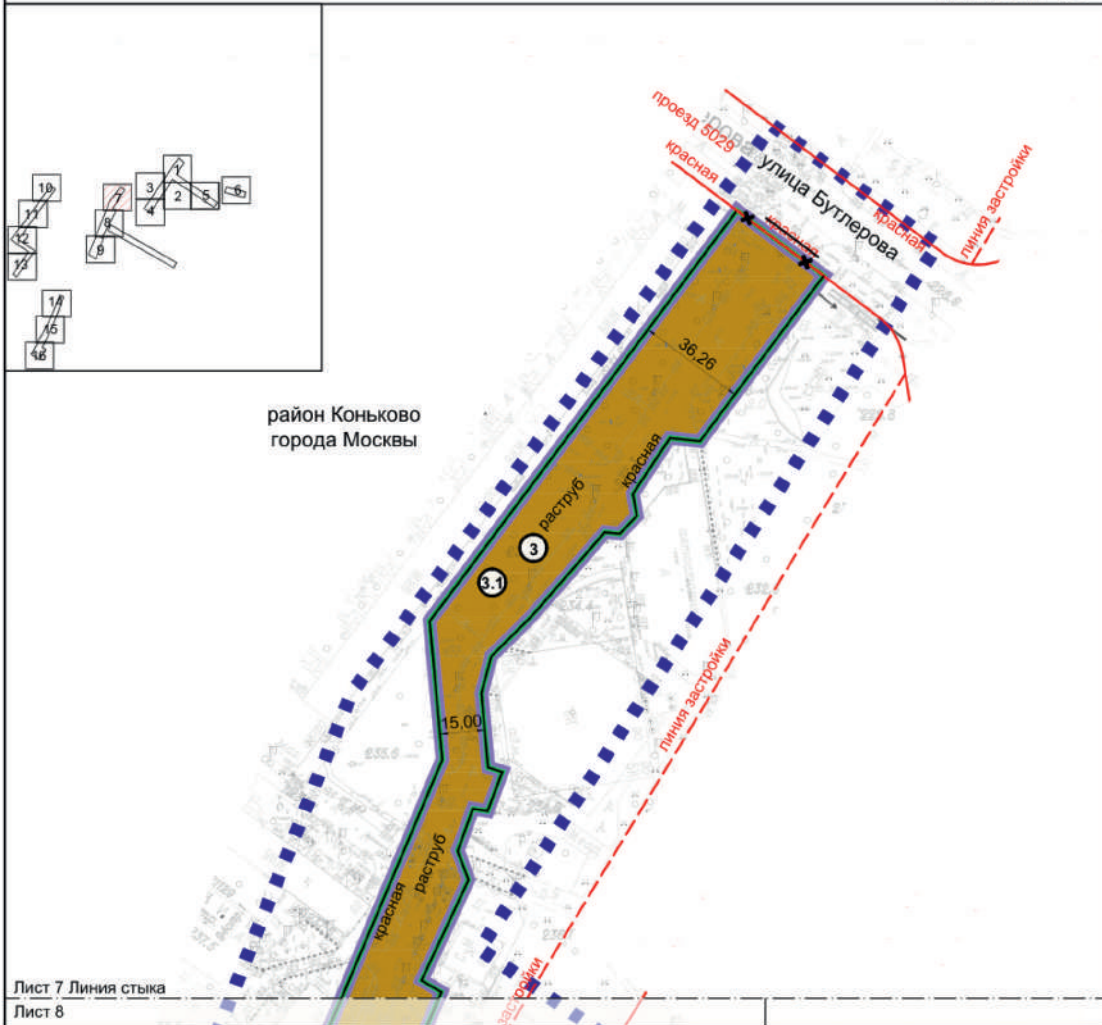 1
2
3
4
5
6
7
8
9
10
11
12
13
14
15
16
район Коньково
города Москвы
проезд 5029
красная
улица Бутлерова
красная
красная
линия застройки
36,26
красная
раструб
3
3.1
15,00
линия застройки
раструб
красная
застройки
Лист 7 Линия стыка
Лист 8